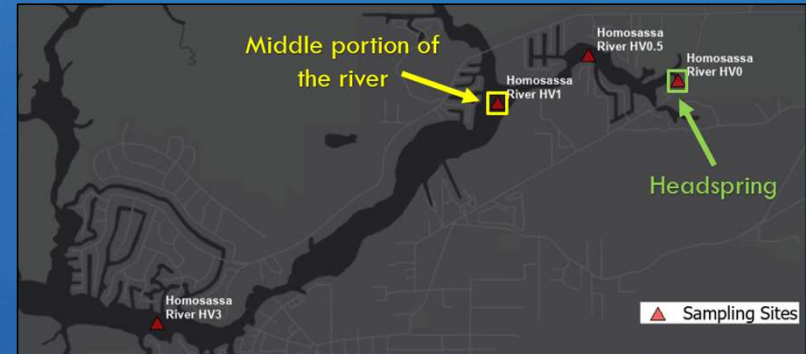 Middle portion of
the river
Homosassa
River HV0.5
Homosassa
River HV0
Homosassa
River HV1
Headspring
Homosassa
River HV3
Sampling Sites